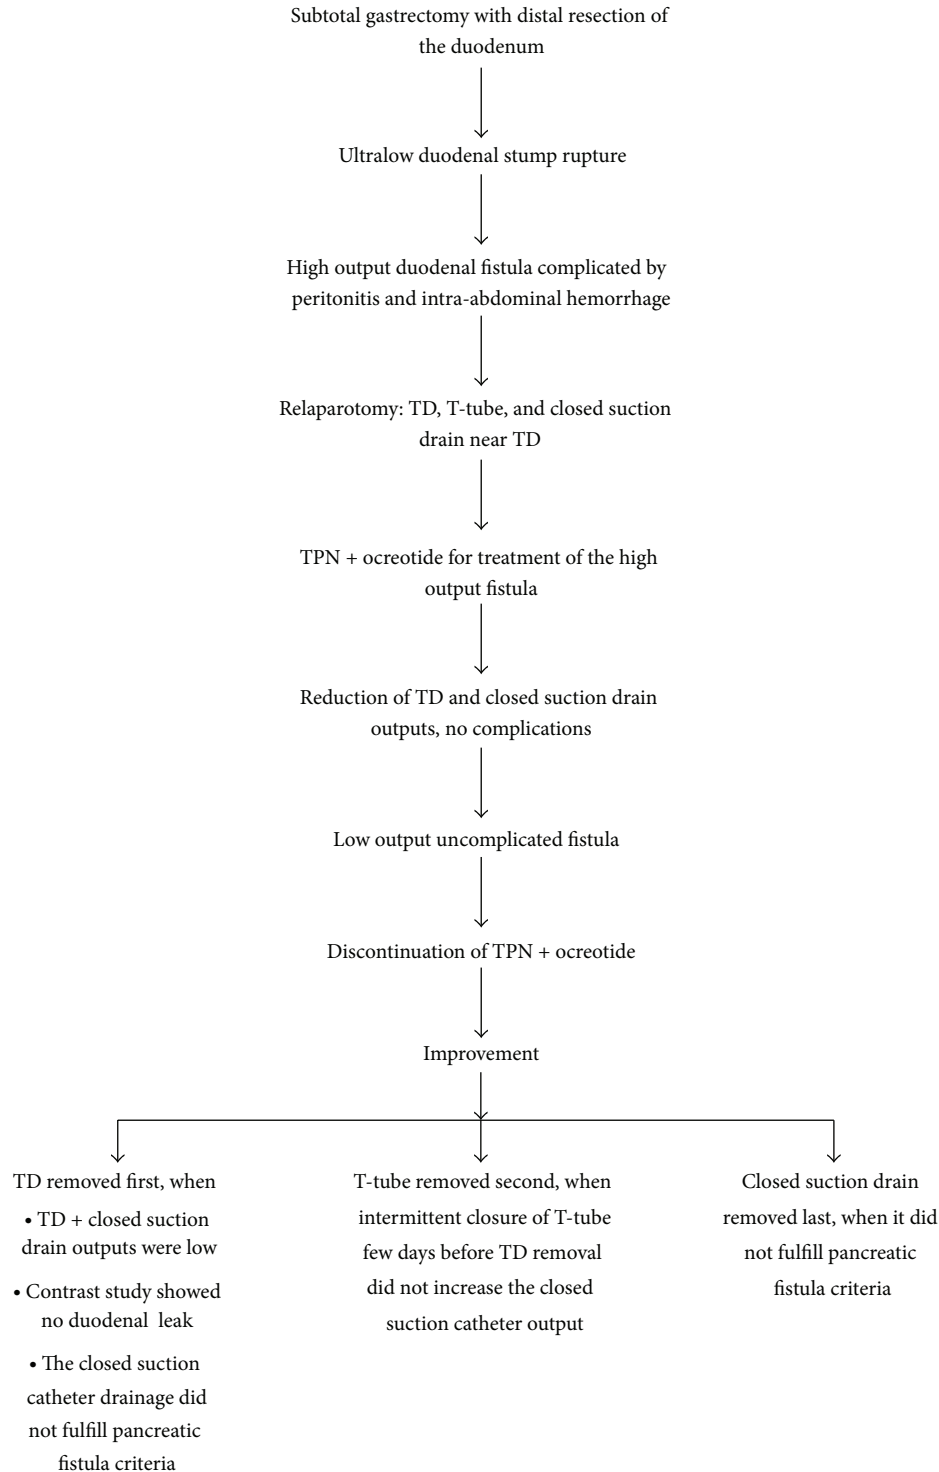 Subtotal gastrectomy with distal resection of
the duodenum
Ultralow duodenal stump rupture
High output duodenal fistula complicated by
peritonitis and intra-abdominal hemorrhage
Relaparotomy: TD, T-tube, and closed suction
drain near TD
TPN + ocreotide for treatment of the high
output fistula
Reduction of TD and closed suction drain
outputs, no complications
Low output uncomplicated fistula
Discontinuation of TPN + ocreotide
Improvement
TD removed first, when
• TD + closed suction
drain outputs were low
• Contrast study showed
no duodenal leak
• The closed suction
catheter drainage did
not fulfill pancreatic
fistula criteria
T-tube removed second, when
intermittent closure of T-tube
few days before TD removal
did not increase the closed
suction catheter output
Closed suction drain
removed last, when it did
not fulfill pancreatic
fistula criteria